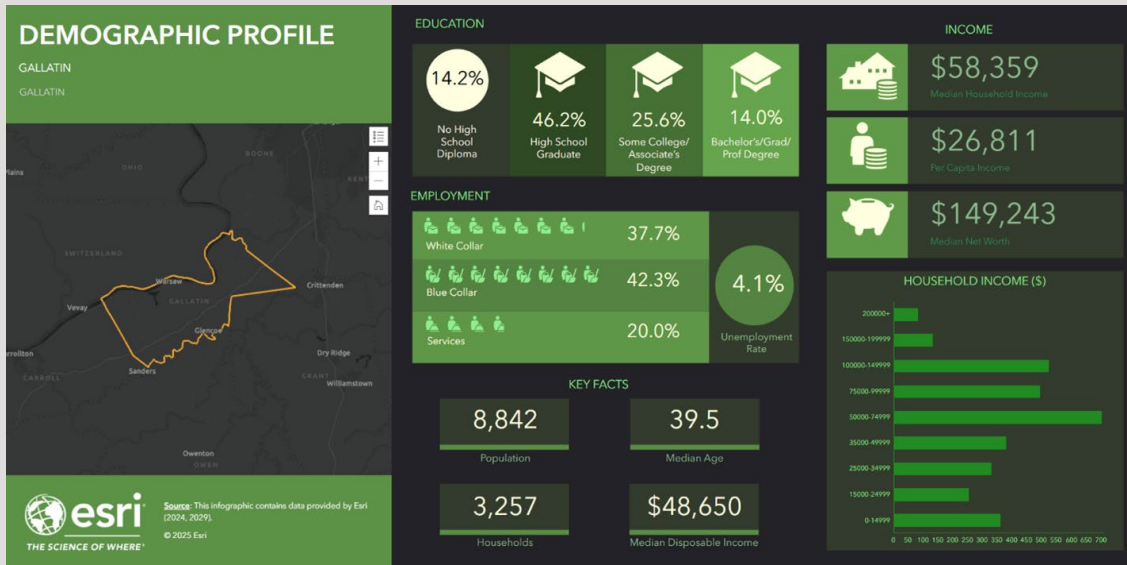 DEMOGRAPHIC PROFILE
GALLATIN
GALLATIN
OHIO
BOONE
SWITZERLAND
Warsaw
GALLATIN
Crittenden
Vevay
Glencoe
Sanders
Dry Ridge
CARROLL
GRANT
Williamstown
Owenton
OWEN
esri
THE SCIENCE OF WHERE®
Source: This infographic contains data provided by Esri
(2024, 2029).
© 2025 Esri
EDUCATION
14.2%
No High
School
Diploma
46.2%
High School
Graduate
25.6%
Some College/
Associate's
Degree
14.0%
Bachelor's/Grad/
Prof Degree
EMPLOYMENT
White Collar
37.7%
Blue Collar
42.3%
Services
20.0%
4.1%
Unemployment
Rate
KEY FACTS
8,842
Population
39.5
Median Age
3,257
Households
$48,650
Median Disposable Income
INCOME
$58,359
Median Household Income
$26,811
Per Capita Income
$149,243
Median Net Worth
HOUSEHOLD INCOME ($)
200000+
150000-199999
100000-149999
75000-99999
50000-74999
35000-49999
25000-34999
15000-24999
0-14999
0 50 100 150 200 250 300 350 400 450 500 550 600 650 700